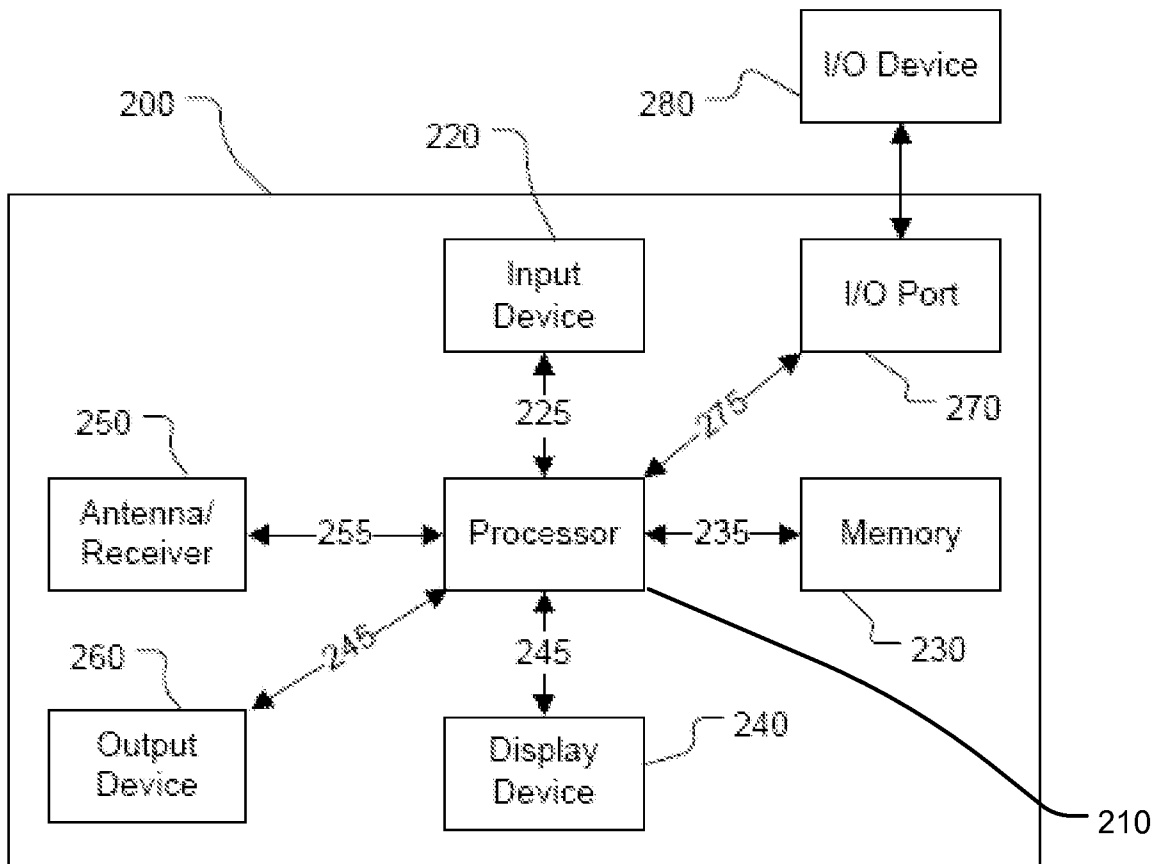 I/O Device
280
200
220
Input
Device
I/O Port
270
225
275
250
Antenna/
Receiver
255
Processor
235
Memory
230
260
245
245
Output
Device
Display
Device
240
210